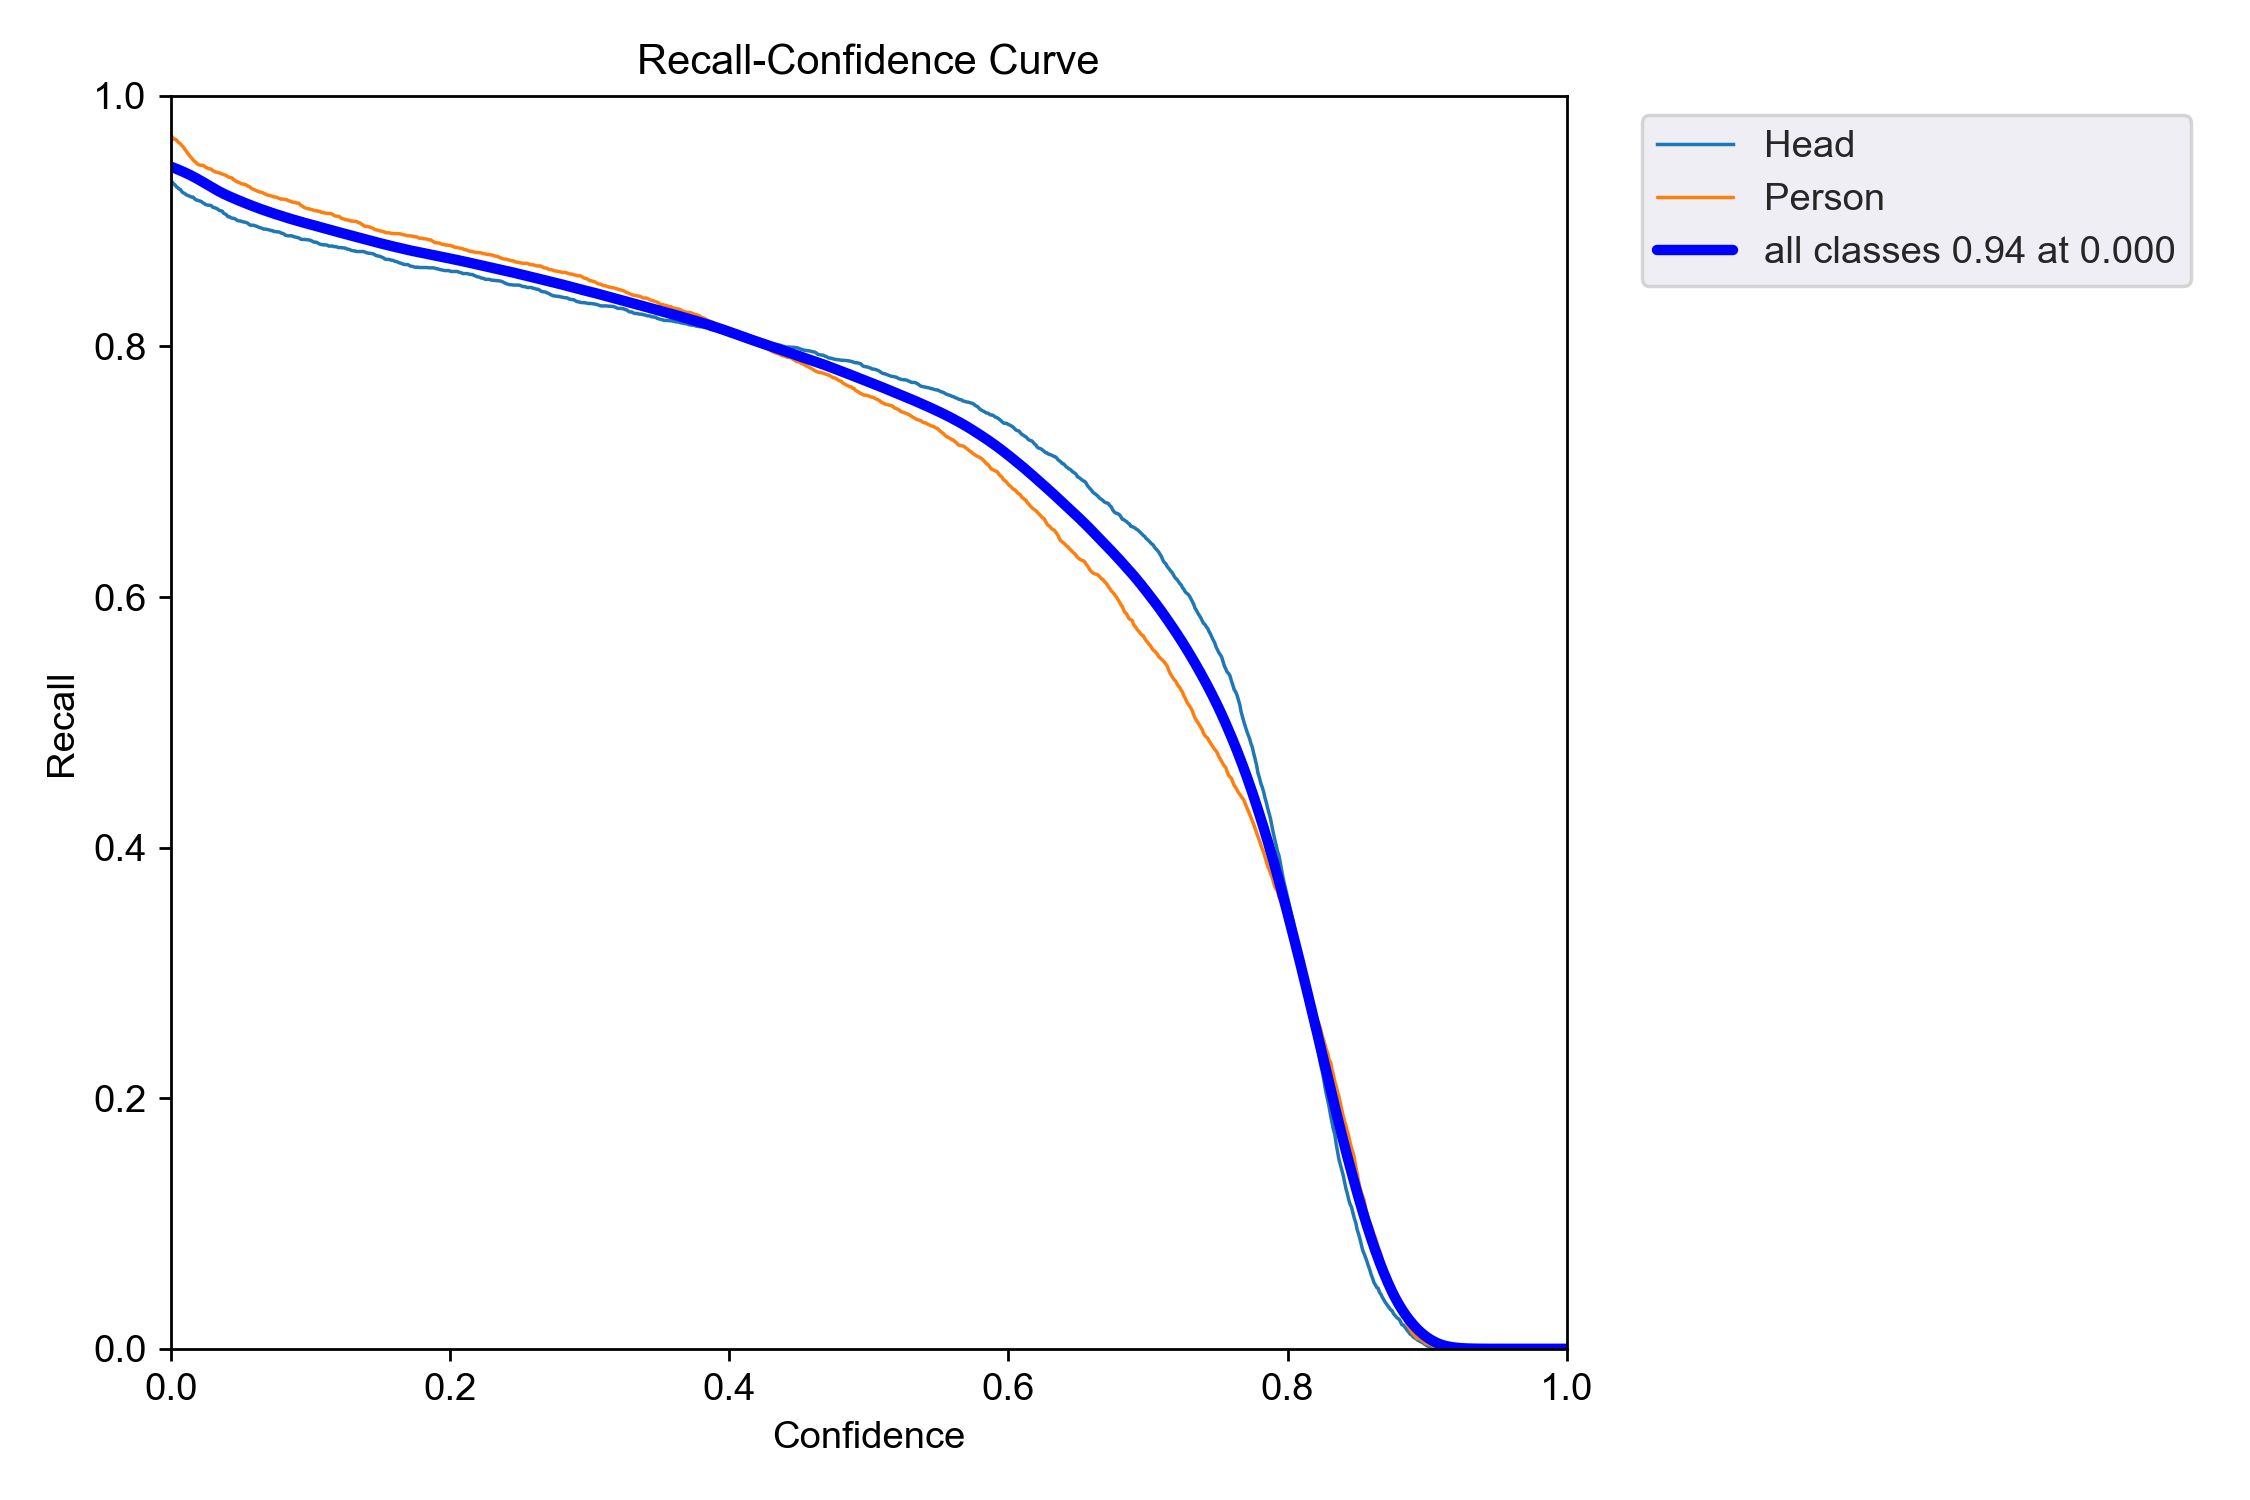 Recall-Confidence Curve
1.0
0.8
0.6
0.4
0.2
0.0
Recall
0.0 0.2 0.4 0.6 0.8 1.0
Confidence
Head
Person
all classes 0.94 at 0.000